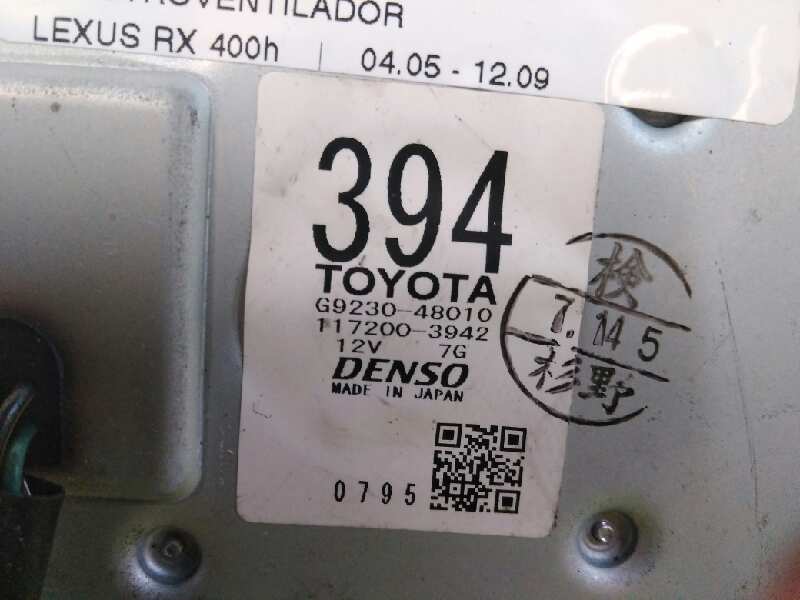 TROVENTILADOR
LEXUS RX 400h | 04.05 - 12.09
394
TOYOTA
G9230-48010
117200-3942
12V 7G
DENSO
MADE IN JAPAN
0795
検
7.14 5
杉野